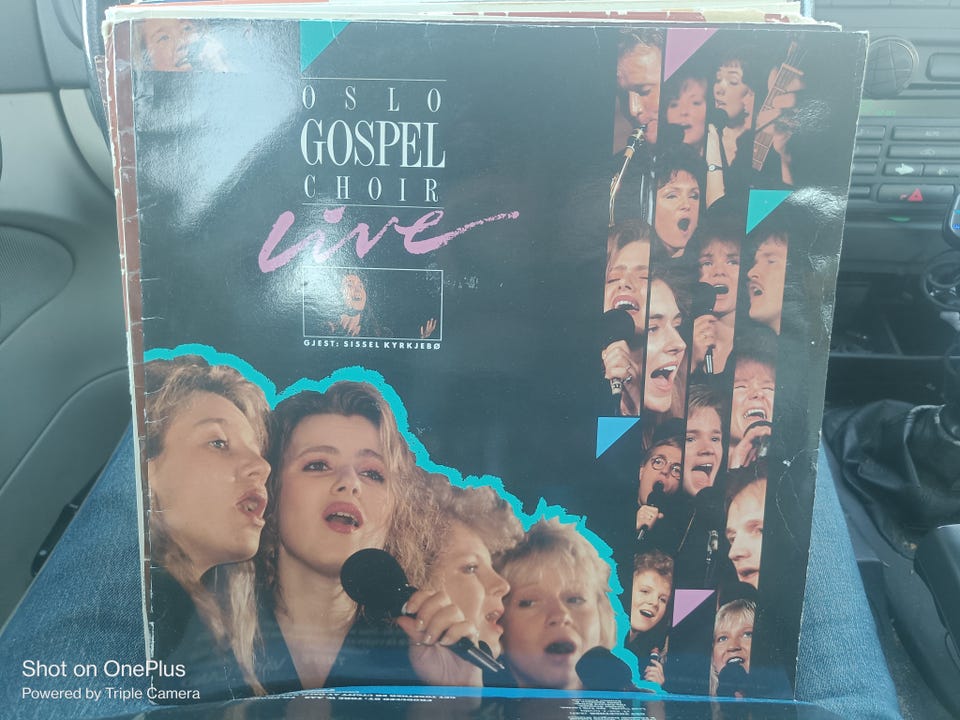 OSLO
GOSPEL
CHOIR
Live
GJEST: SISSEL KYRKJEBØ
Shot on OnePlus
Powered by Triple Camera